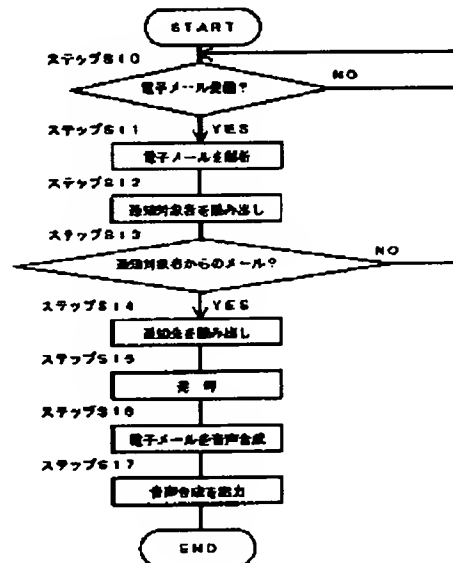 START
ステップS10
電子メール受信?
NO
ステップS11
YES
電子メールを解析
ステップS12
通知対象者を読み出し
ステップS13
通知対象者からのメール?
NO
ステップS14
YES
通知先を読み出し
ステップS15
発呼
ステップS16
電子メールを音声合成
ステップS17
音声合成を出力
END